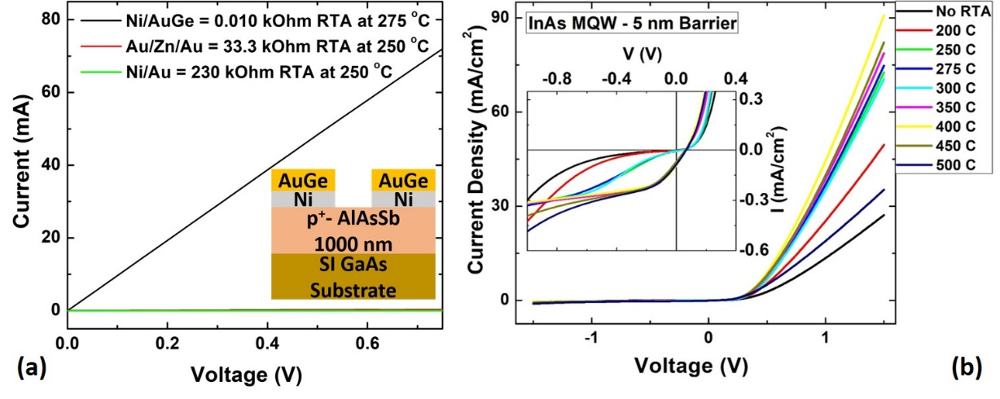 Ni/AuGe = 0.010 kOhm RTA at 275 °C
Au/Zn/Au = 33.3 kOhm RTA at 250 °C
Ni/Au = 230 kOhm RTA at 250 °C
80
60
40
20
0
Current (mA)
AuGe AuGe
Ni Ni
p+- AlAsSb
1000 nm
SI GaAs
Substrate
0.0 0.2 0.4 0.6
Voltage (V)
(a)
InAs MQW - 5 nm Barrier
V (V)
-0.8 -0.4 0.0 0.4
0.3
0.0
-0.3
-0.6
I (mA/cm2)
90
60
30
0
Current Density (mA/cm2)
-1 0 1
Voltage (V)
No RTA
200 C
250 C
275 C
300 C
350 C
400 C
450 C
500 C
(b)